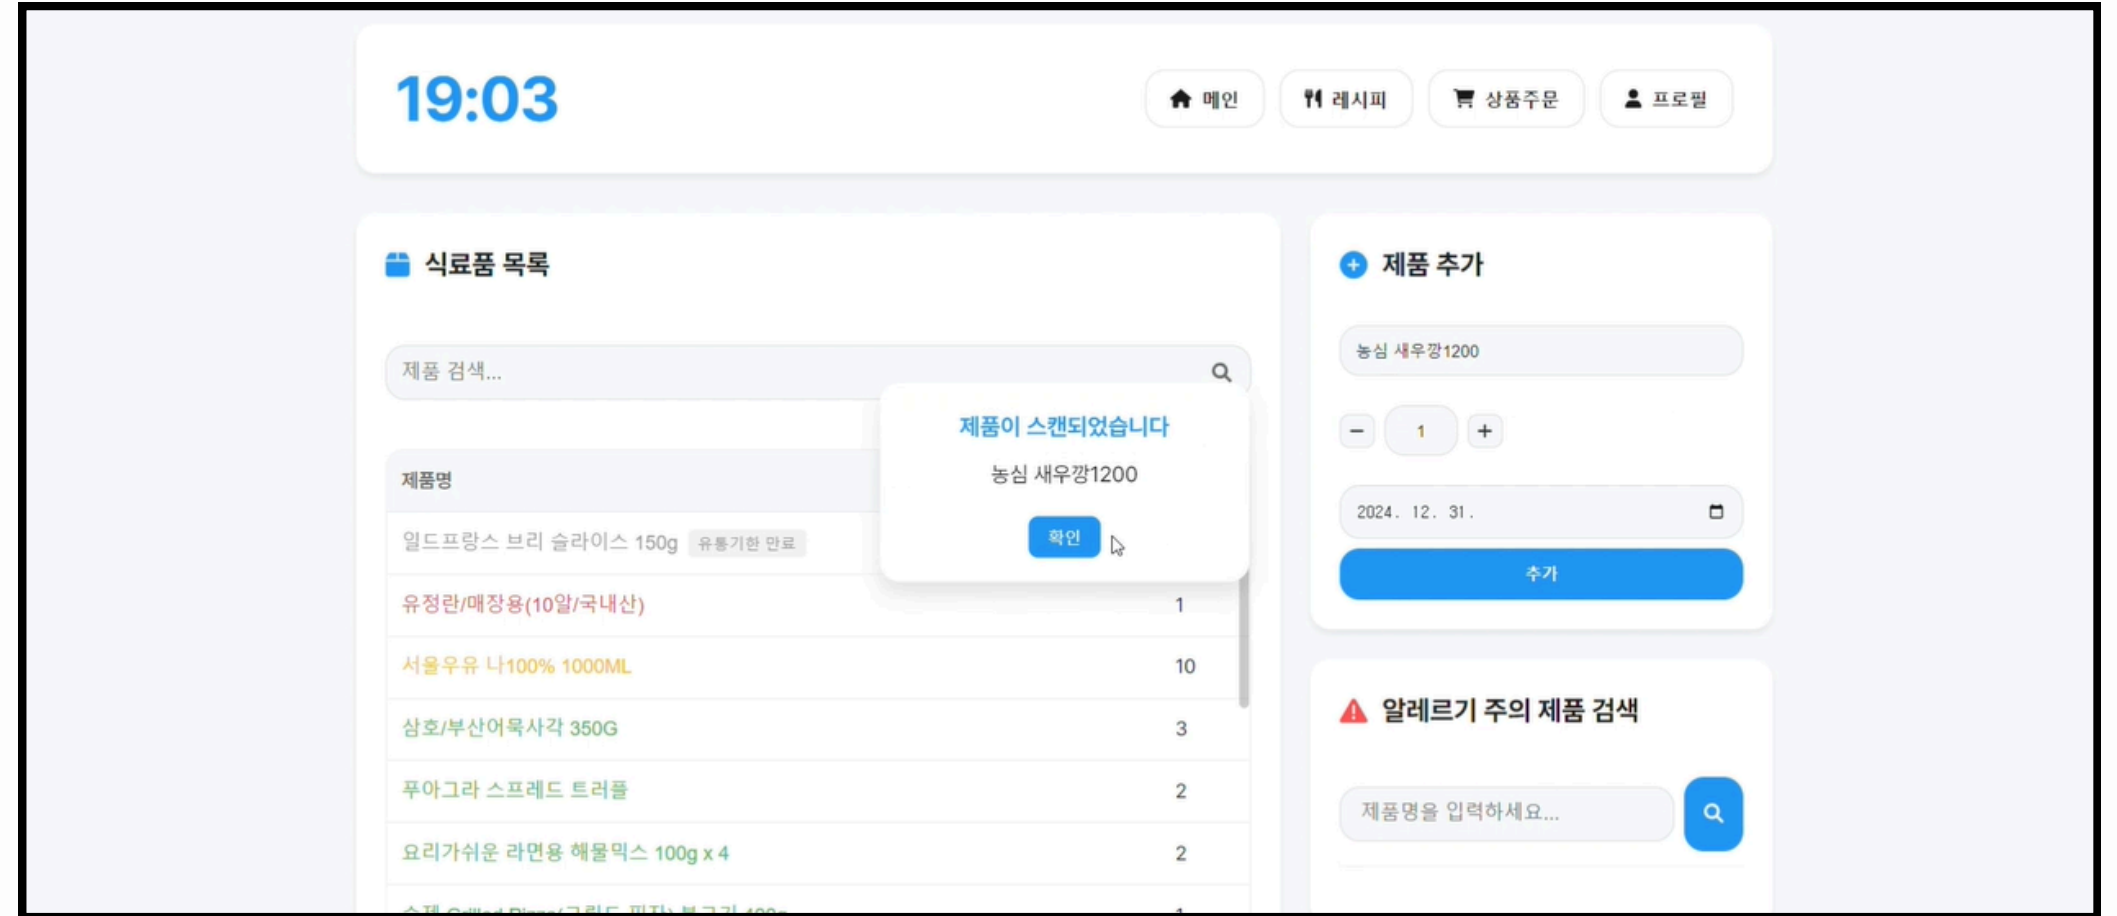 19:03
메인
레시피
상품주문
프로필
식료품 목록
제품 검색...
제품명
일드프랑스 브리 슬라이스 150g 유통기한 만료
유정란/매장용(10알/국내산) 1
서울우유 나100% 1000ML 10
삼호/부산어묵사각 350G 3
푸아그라 스프레드 트러플 2
요리가쉬운 라면용 해물믹스 100g x 4 2
제품이 스캔되었습니다
농심 새우깡1200
확인
제품 추가
농심 새우깡1200
− 1 +
2024. 12. 31.
추가
알레르기 주의 제품 검색
제품명을 입력하세요...